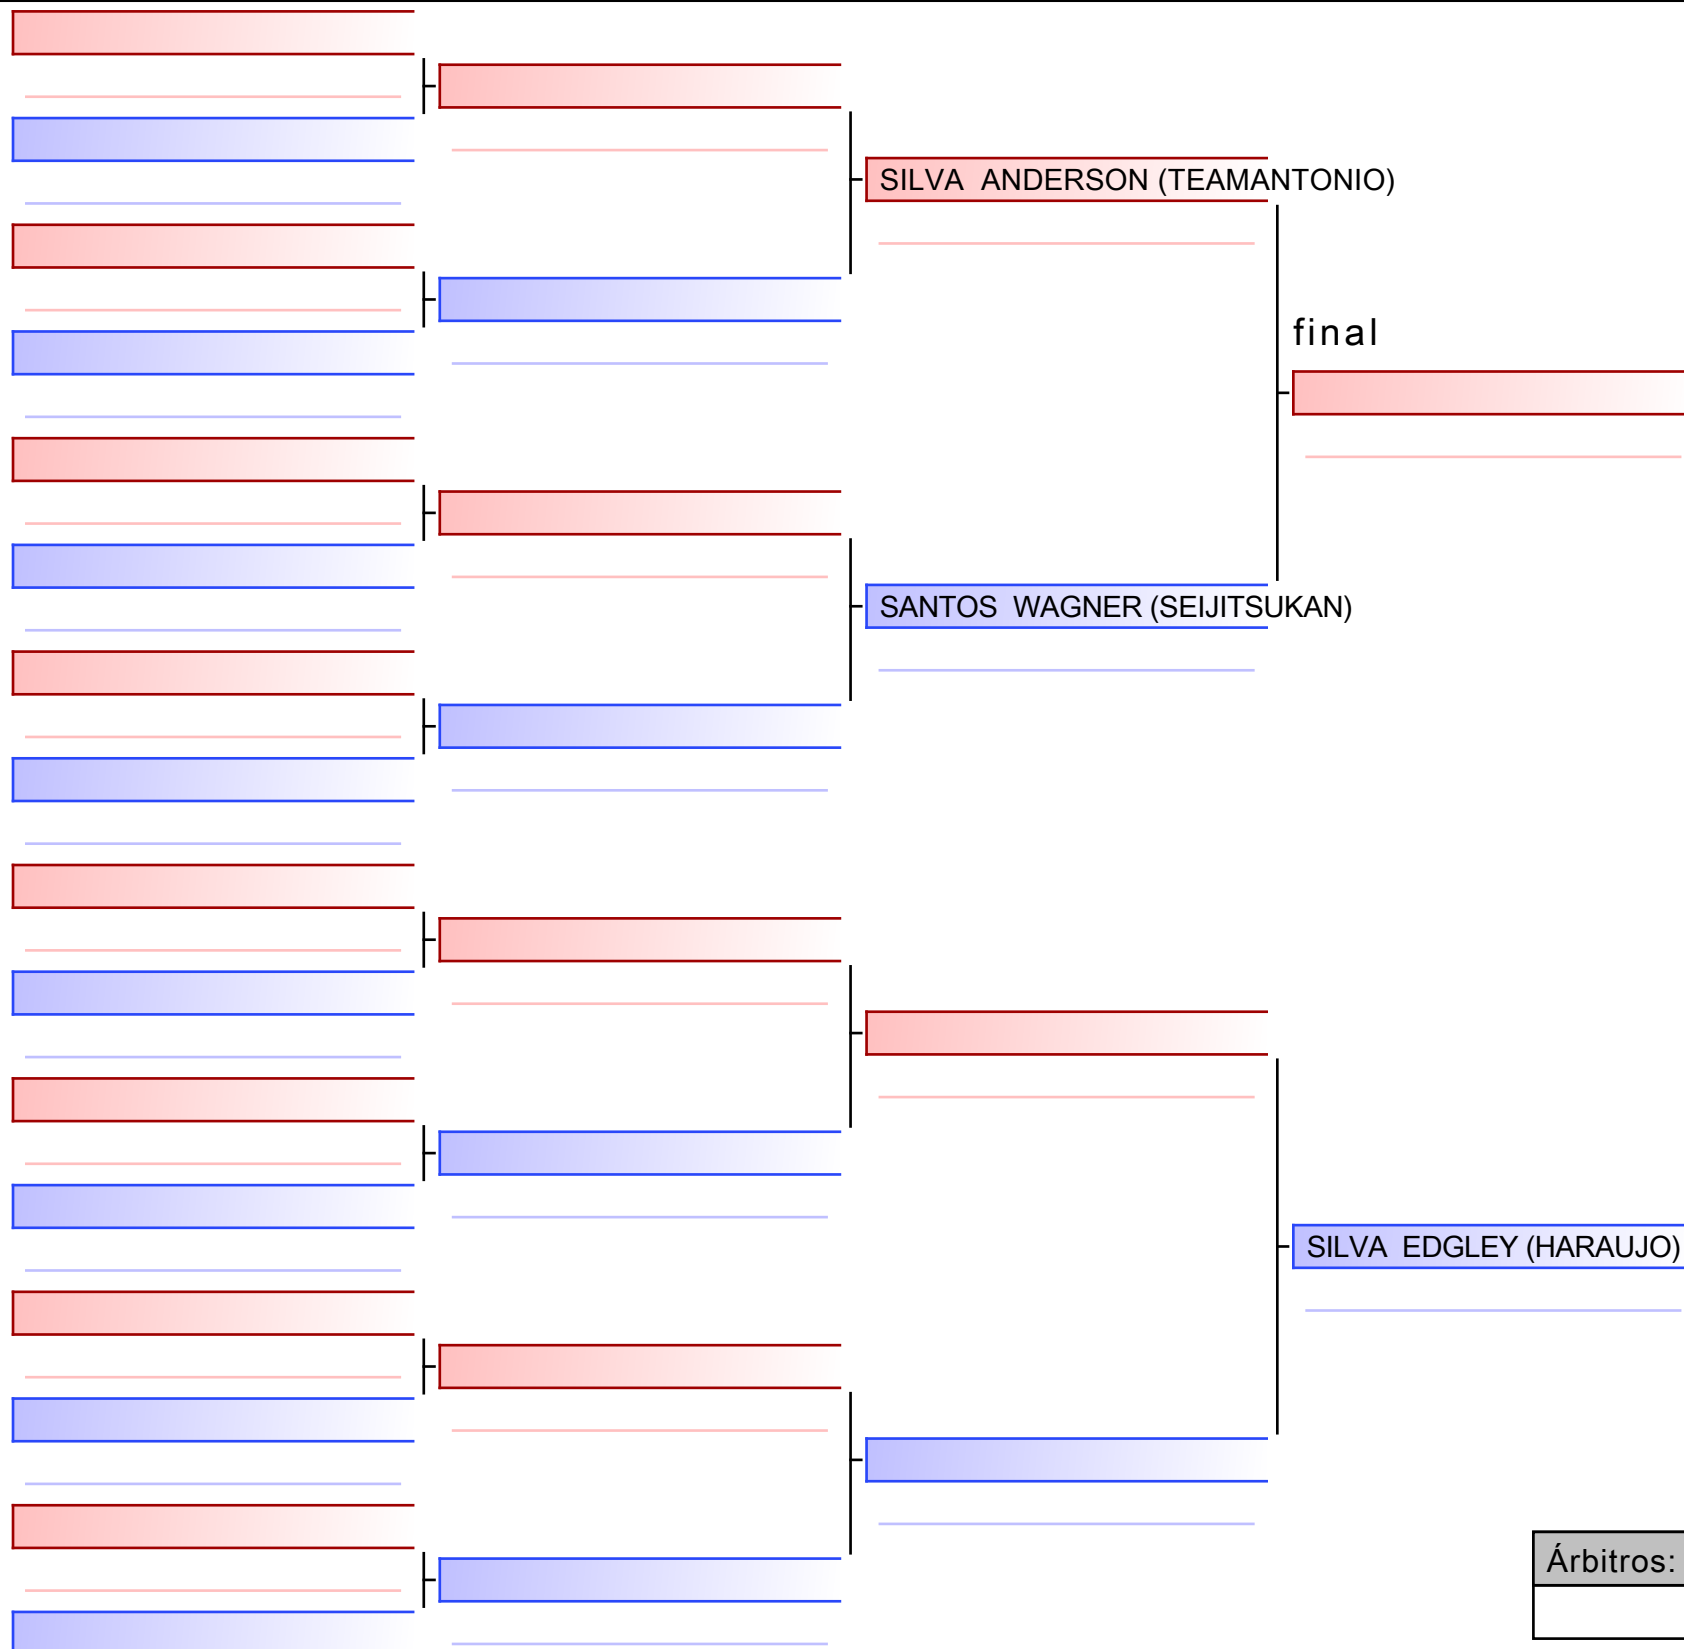 SILVA  ANDERSON (TEAMANTONIO)
final
SANTOS  WAGNER (SEIJITSUKAN)
SILVA  EDGLEY (HARAUJO)
Árbitros: